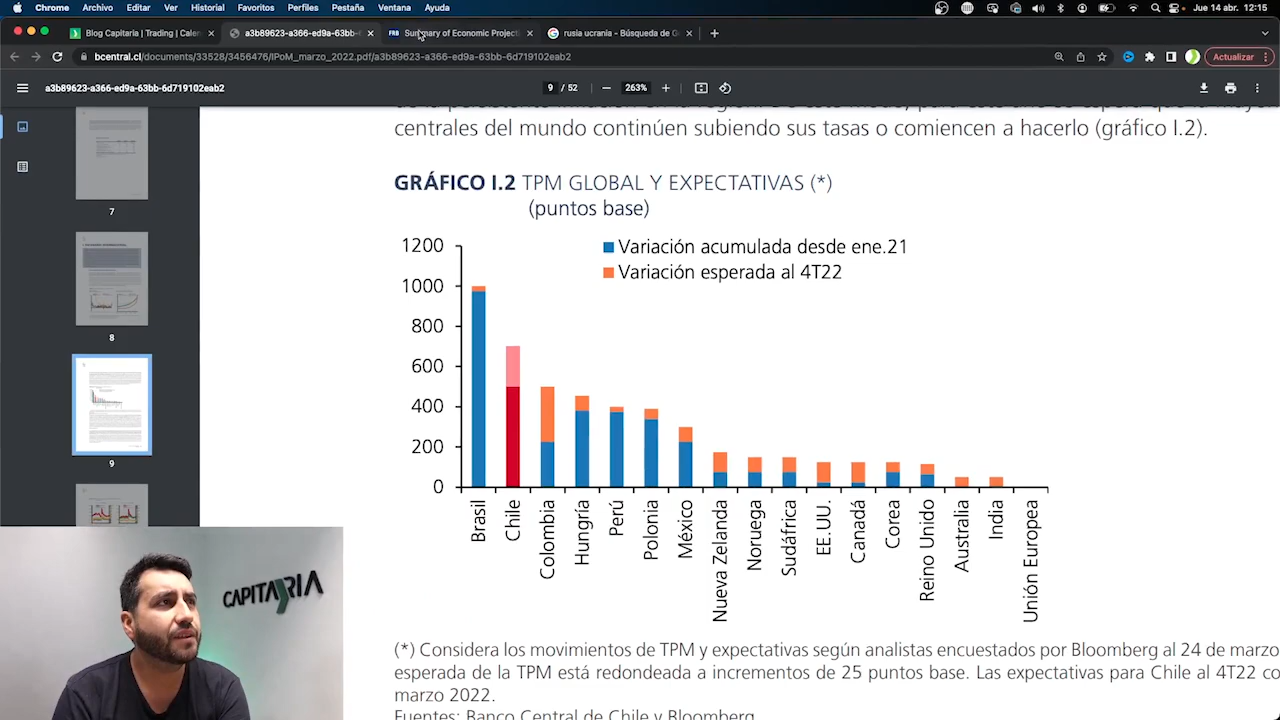 Chrome Archivo Editar Ver Historial Favoritos Perfiles Pestaña Ventana Ayuda Jue 14 abr. 12:15
Blog Capitaria | Trading | Cale
a3b89623-a366-ed9a-63bb-
FRB Summary of Economic Project
rusia ucrania - Búsqueda de G
bcentral.cl/documents/33528/3456476/IPoM_marzo_2022.pdf/a3b89623-a366-ed9a-63bb-6d719102eab2
Actualizar
a3b89623-a366-ed9a-63bb-6d719102eab2
9 / 52
263%
centrales del mundo continúen subiendo sus tasas o comiencen a hacerlo (gráfico I.2).
GRÁFICO I.2 TPM GLOBAL Y EXPECTATIVAS (*)
(puntos base)
Variación acumulada desde ene.21
Variación esperada al 4T22
1200
1000
800
600
400
200
0
Brasil
Chile
Colombia
Hungría
Perú
Polonia
México
Nueva Zelanda
Noruega
Sudáfrica
EE.UU.
Canadá
Corea
Reino Unido
Australia
India
Unión Europea
(*) Considera los movimientos de TPM y expectativas según analistas encuestados por Bloomberg al 24 de marzo
esperada de la TPM está redondeada a incrementos de 25 puntos base. Las expectativas para Chile al 4T22 co
marzo 2022.
Fuentes: Banco Central de Chile y Bloomberg
7
8
9
CAPITARIA